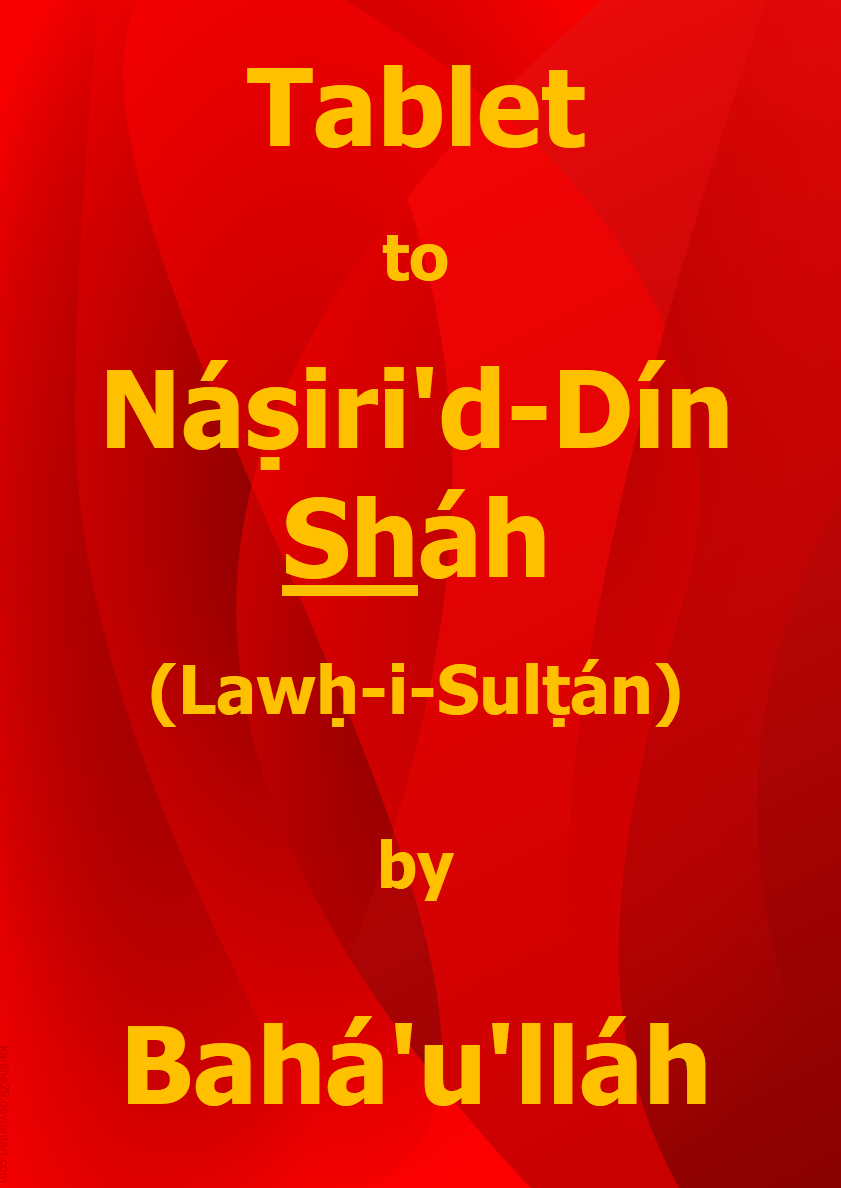 Tablet
to
Náṣiri'd-Dín
Sháh
(Lawḥ-i-Sulṭán)
by
Bahá'u'lláh